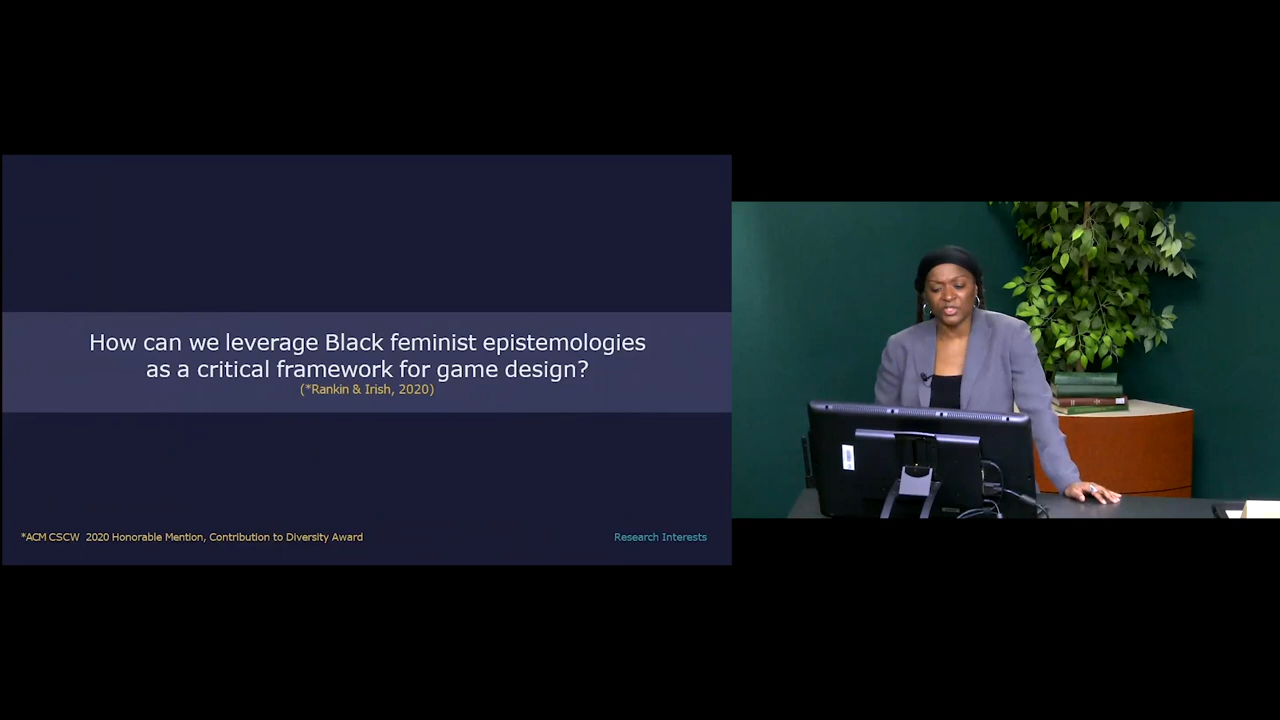 How can we leverage Black feminist epistemologies
as a critical framework for game design?
(*Rankin & Irish, 2020)
*ACM CSCW 2020 Honorable Mention, Contribution to Diversity Award
Research Interests